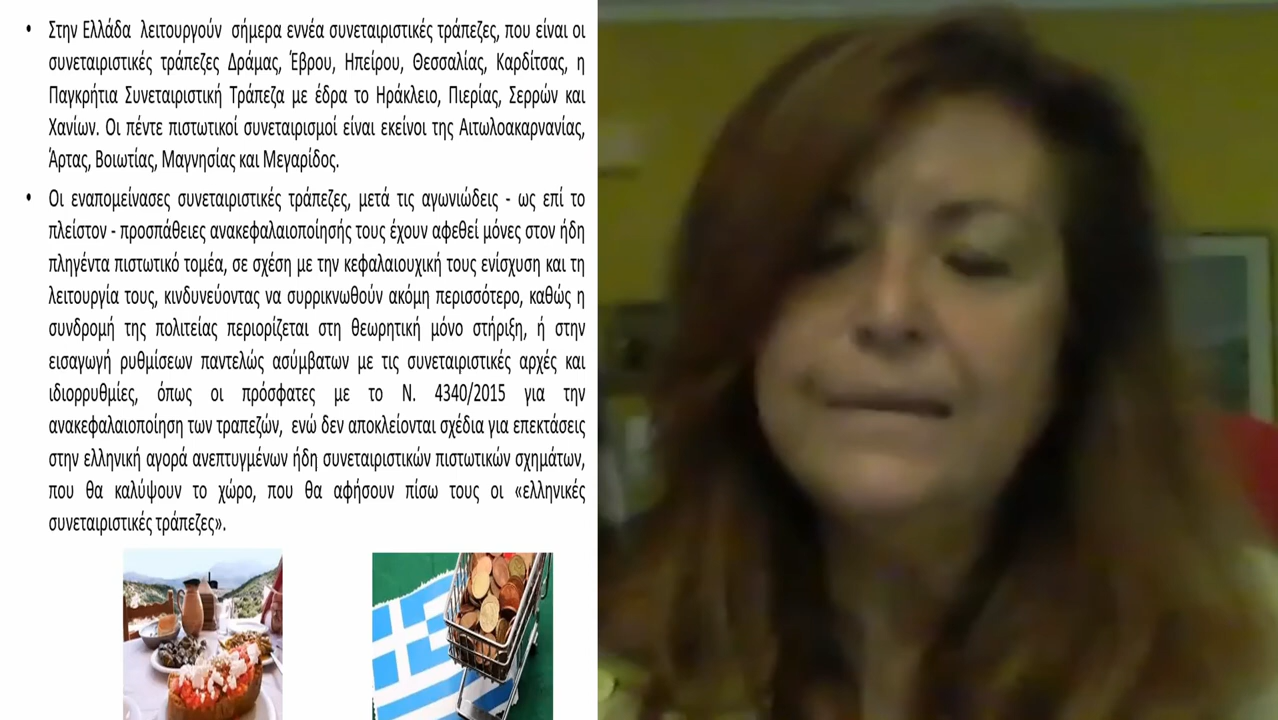 • Στην Ελλάδα λειτουργούν σήμερα εννέα συνεταιριστικές τράπεζες, που είναι οι
συνεταιριστικές τράπεζες Δράμας, Έβρου, Ηπείρου, Θεσσαλίας, Καρδίτσας, η
Παγκρήτια Συνεταιριστική Τράπεζα με έδρα το Ηράκλειο, Πιερίας, Σερρών και
Χανίων. Οι πέντε πιστωτικοί συνεταιρισμοί είναι εκείνοι της Αιτωλοακαρνανίας,
Άρτας, Βοιωτίας, Μαγνησίας και Μεγαρίδος.
• Οι εναπομείνασες συνεταιριστικές τράπεζες, μετά τις αγωνιώδεις - ως επί το
πλείστον - προσπάθειες ανακεφαλαιοποίησής τους έχουν αφεθεί μόνες στον ήδη
πληγέντα πιστωτικό τομέα, σε σχέση με την κεφαλαιουχική τους ενίσχυση και τη
λειτουργία τους, κινδυνεύοντας να συρρικνωθούν ακόμη περισσότερο, καθώς η
συνδρομή της πολιτείας περιορίζεται στη θεωρητική μόνο στήριξη, ή στην
εισαγωγή ρυθμίσεων παντελώς ασύμβατων με τις συνεταιριστικές αρχές και
ιδιορρυθμίες, όπως οι πρόσφατες με το Ν. 4340/2015 για την
ανακεφαλαιοποίηση των τραπεζών, ενώ δεν αποκλείονται σχέδια για επεκτάσεις
στην ελληνική αγορά ανεπτυγμένων ήδη συνεταιριστικών πιστωτικών σχημάτων,
που θα καλύψουν το χώρο, που θα αφήσουν πίσω τους οι «ελληνικές
συνεταιριστικές τράπεζες».